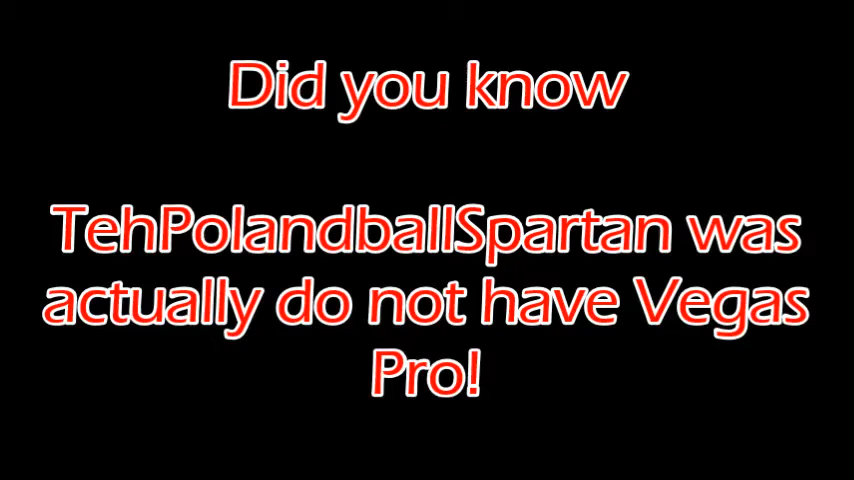 Did you know
TehPolandballSpartan was
actually do not have Vegas
Pro!